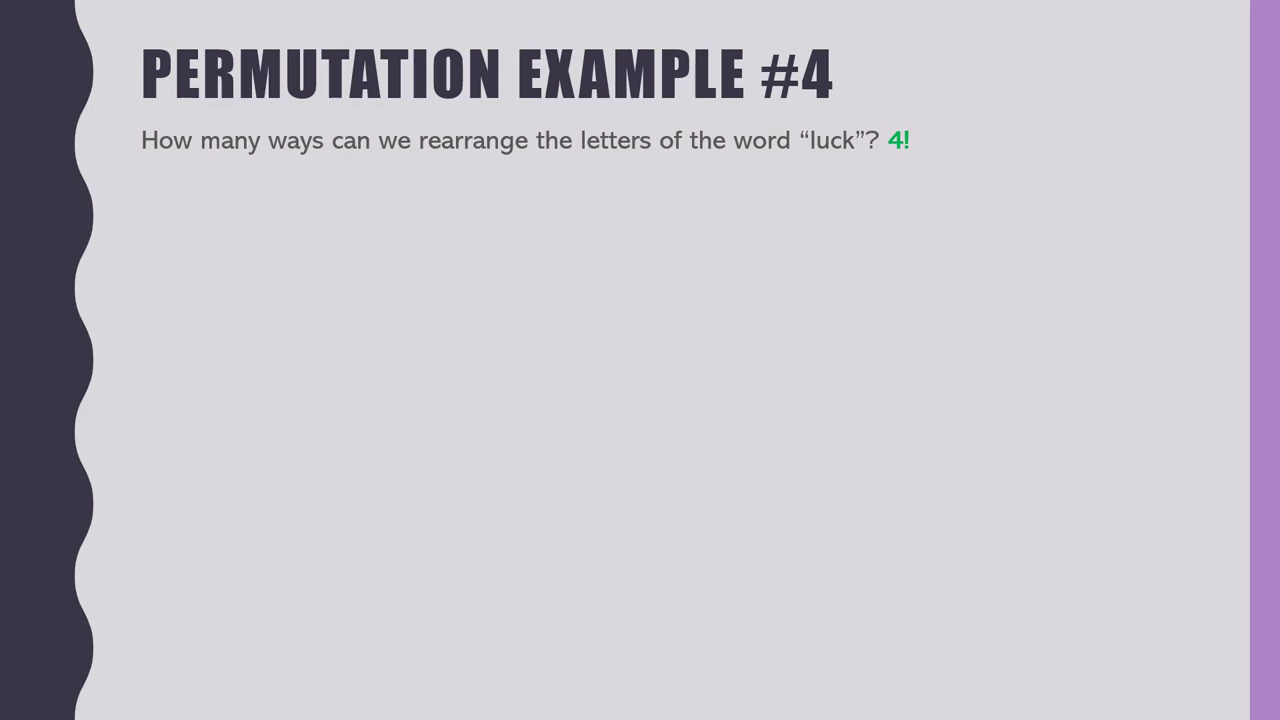 PERMUTATION EXAMPLE #4
How many ways can we rearrange the letters of the word “luck”? 4!